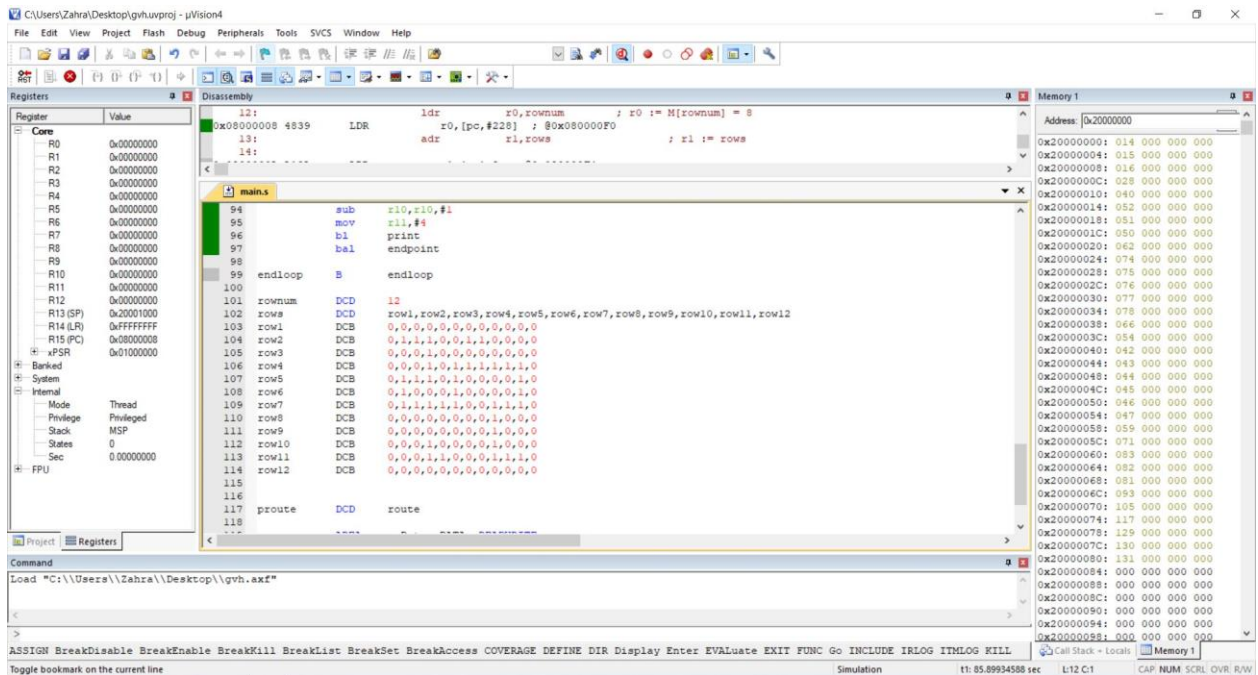 C:\Users\Zahra\Desktop\gvh.uvproj - µVision4
File Edit View Project Flash Debug Peripherals Tools SVCS Window Help
Registers
Register Value
Core
R0 0x00000000
R1 0x00000000
R2 0x00000000
R3 0x00000000
R4 0x00000000
R5 0x00000000
R6 0x00000000
R7 0x00000000
R8 0x00000000
R9 0x00000000
R10 0x00000000
R11 0x00000000
R12 0x00000000
R13 (SP) 0x20001000
R14 (LR) 0xFFFFFFFF
R15 (PC) 0x08000008
xPSR 0x01000000
Banked
System
Internal
Mode Thread
Privilege Privileged
Stack MSP
States 0
Sec 0.00000000
FPU
Project Registers
Disassembly
12: ldr r0,rownum ; r0 := M[rownum] = 8
0x08000008 4839 LDR r0,[pc,#228] ; @0x080000F0
13: adr r1,rows ; r1 := rows
14:
main.s
94 sub r10,r10,#1
95 mov r11,#4
96 bl print
97 bal endpoint
98
99 endloop B endloop
100
101 rownum DCD 12
102 rows DCD row1,row2,row3,row4,row5,row6,row7,row8,row9,row10,row11,row12
103 row1 DCB 0,0,0,0,0,0,0,0,0,0,0,0
104 row2 DCB 0,1,1,1,0,0,1,1,0,0,0,0
105 row3 DCB 0,0,0,1,0,0,0,0,0,0,0,0
106 row4 DCB 0,0,0,1,0,1,1,1,1,1,1,0
107 row5 DCB 0,1,1,1,0,1,0,0,0,0,1,0
108 row6 DCB 0,1,0,0,0,1,0,0,0,0,1,0
109 row7 DCB 0,1,1,1,1,1,0,0,1,1,1,0
110 row8 DCB 0,0,0,0,0,0,0,0,1,0,0,0
111 row9 DCB 0,0,0,0,0,0,0,0,1,0,0,0
112 row10 DCB 0,0,0,1,0,0,0,0,1,0,0,0
113 row11 DCB 0,0,0,1,1,0,0,0,1,1,1,0
114 row12 DCB 0,0,0,0,0,0,0,0,0,0,0,0
115
116
117 proute DCD route
118
Memory 1
Address: 0x20000000
0x20000000: 014 000 000 000
0x20000004: 015 000 000 000
0x20000008: 016 000 000 000
0x2000000C: 028 000 000 000
0x20000010: 040 000 000 000
0x20000014: 052 000 000 000
0x20000018: 051 000 000 000
0x2000001C: 050 000 000 000
0x20000020: 062 000 000 000
0x20000024: 074 000 000 000
0x20000028: 075 000 000 000
0x2000002C: 076 000 000 000
0x20000030: 077 000 000 000
0x20000034: 078 000 000 000
0x20000038: 066 000 000 000
0x2000003C: 054 000 000 000
0x20000040: 042 000 000 000
0x20000044: 043 000 000 000
0x20000048: 044 000 000 000
0x2000004C: 045 000 000 000
0x20000050: 046 000 000 000
0x20000054: 047 000 000 000
0x20000058: 059 000 000 000
0x2000005C: 071 000 000 000
0x20000060: 083 000 000 000
0x20000064: 082 000 000 000
0x20000068: 081 000 000 000
0x2000006C: 093 000 000 000
0x20000070: 105 000 000 000
0x20000074: 117 000 000 000
0x20000078: 129 000 000 000
0x2000007C: 130 000 000 000
0x20000080: 131 000 000 000
0x20000084: 000 000 000 000
0x20000088: 000 000 000 000
0x2000008C: 000 000 000 000
0x20000090: 000 000 000 000
0x20000094: 000 000 000 000
0x20000098: 000 000 000 000
Call Stack + Locals Memory 1
Command
Load "C:\\Users\\Zahra\\Desktop\\gvh.axf"
>
ASSIGN BreakDisable BreakEnable BreakKill BreakList BreakSet BreakAccess COVERAGE DEFINE DIR Display Enter EVALuate EXIT FUNC Go INCLUDE IRLOG ITMLOG KILL
Toggle bookmark on the current line Simulation t1: 85.89934588 sec L:12 C:1 CAP NUM SCRL OVR R/W